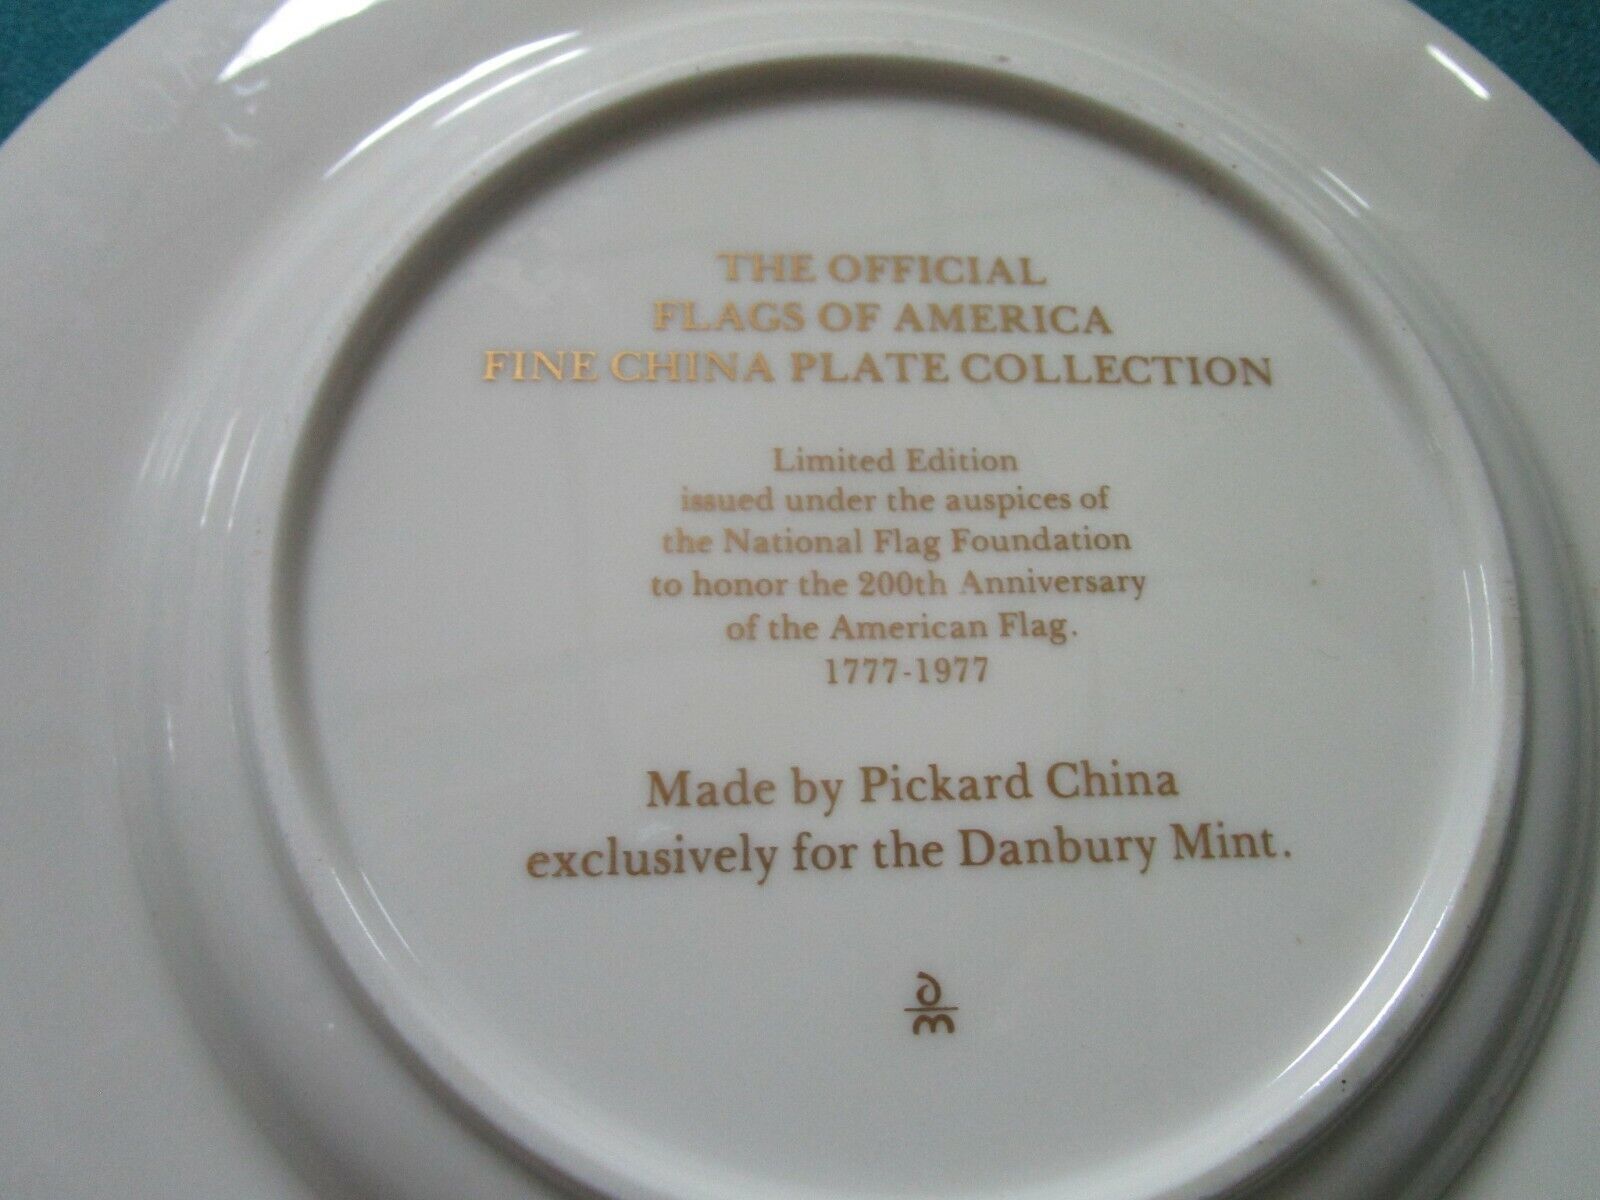 THE OFFICIAL
FLAGS OF AMERICA
FINE CHINA PLATE COLLECTION
Limited Edition
issued under the auspices of
the National Flag Foundation
to honor the 200th Anniversary
of the American Flag.
1777-1977
Made by Pickard China
exclusively for the Danbury Mint.
dm